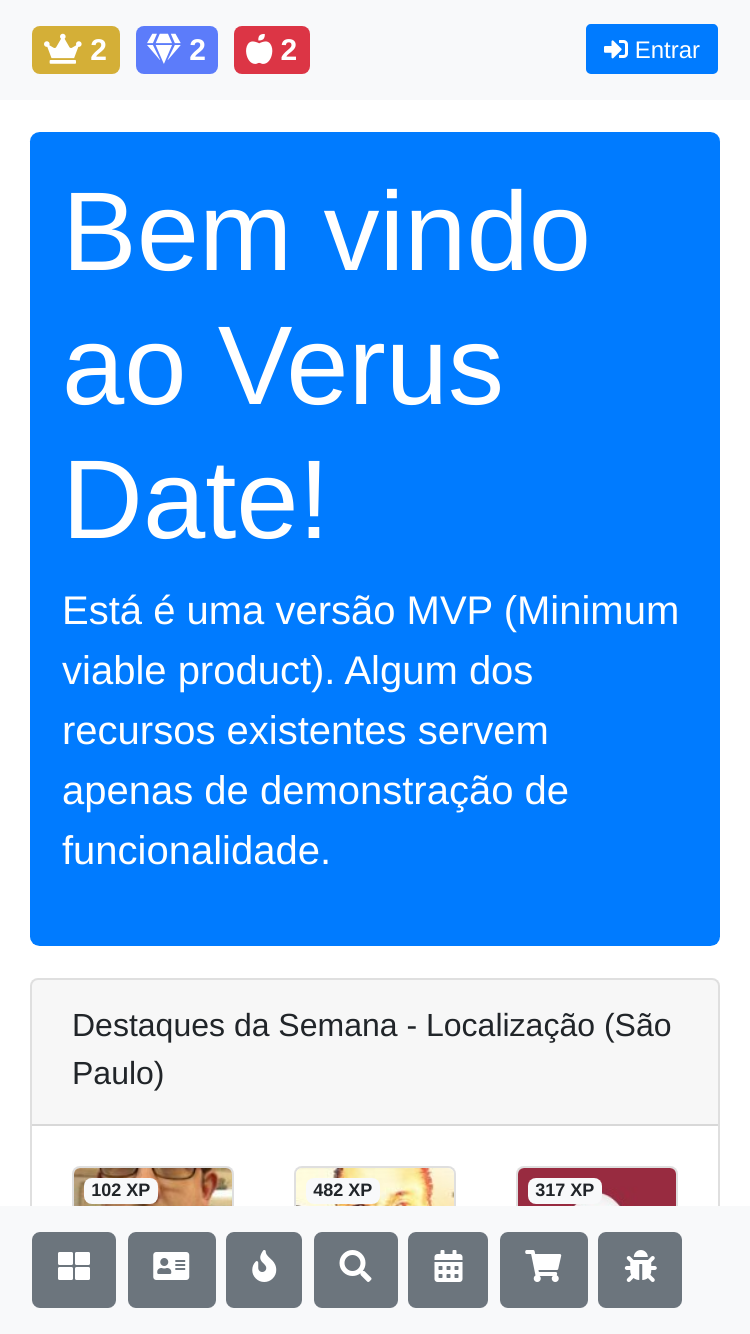 2 2 2 Entrar
Bem vindo
ao Verus
Date!
Está é uma versão MVP (Minimum
viable product). Algum dos
recursos existentes servem
apenas de demonstração de
funcionalidade.
Destaques da Semana - Localização (São
Paulo)
102 XP 482 XP 317 XP